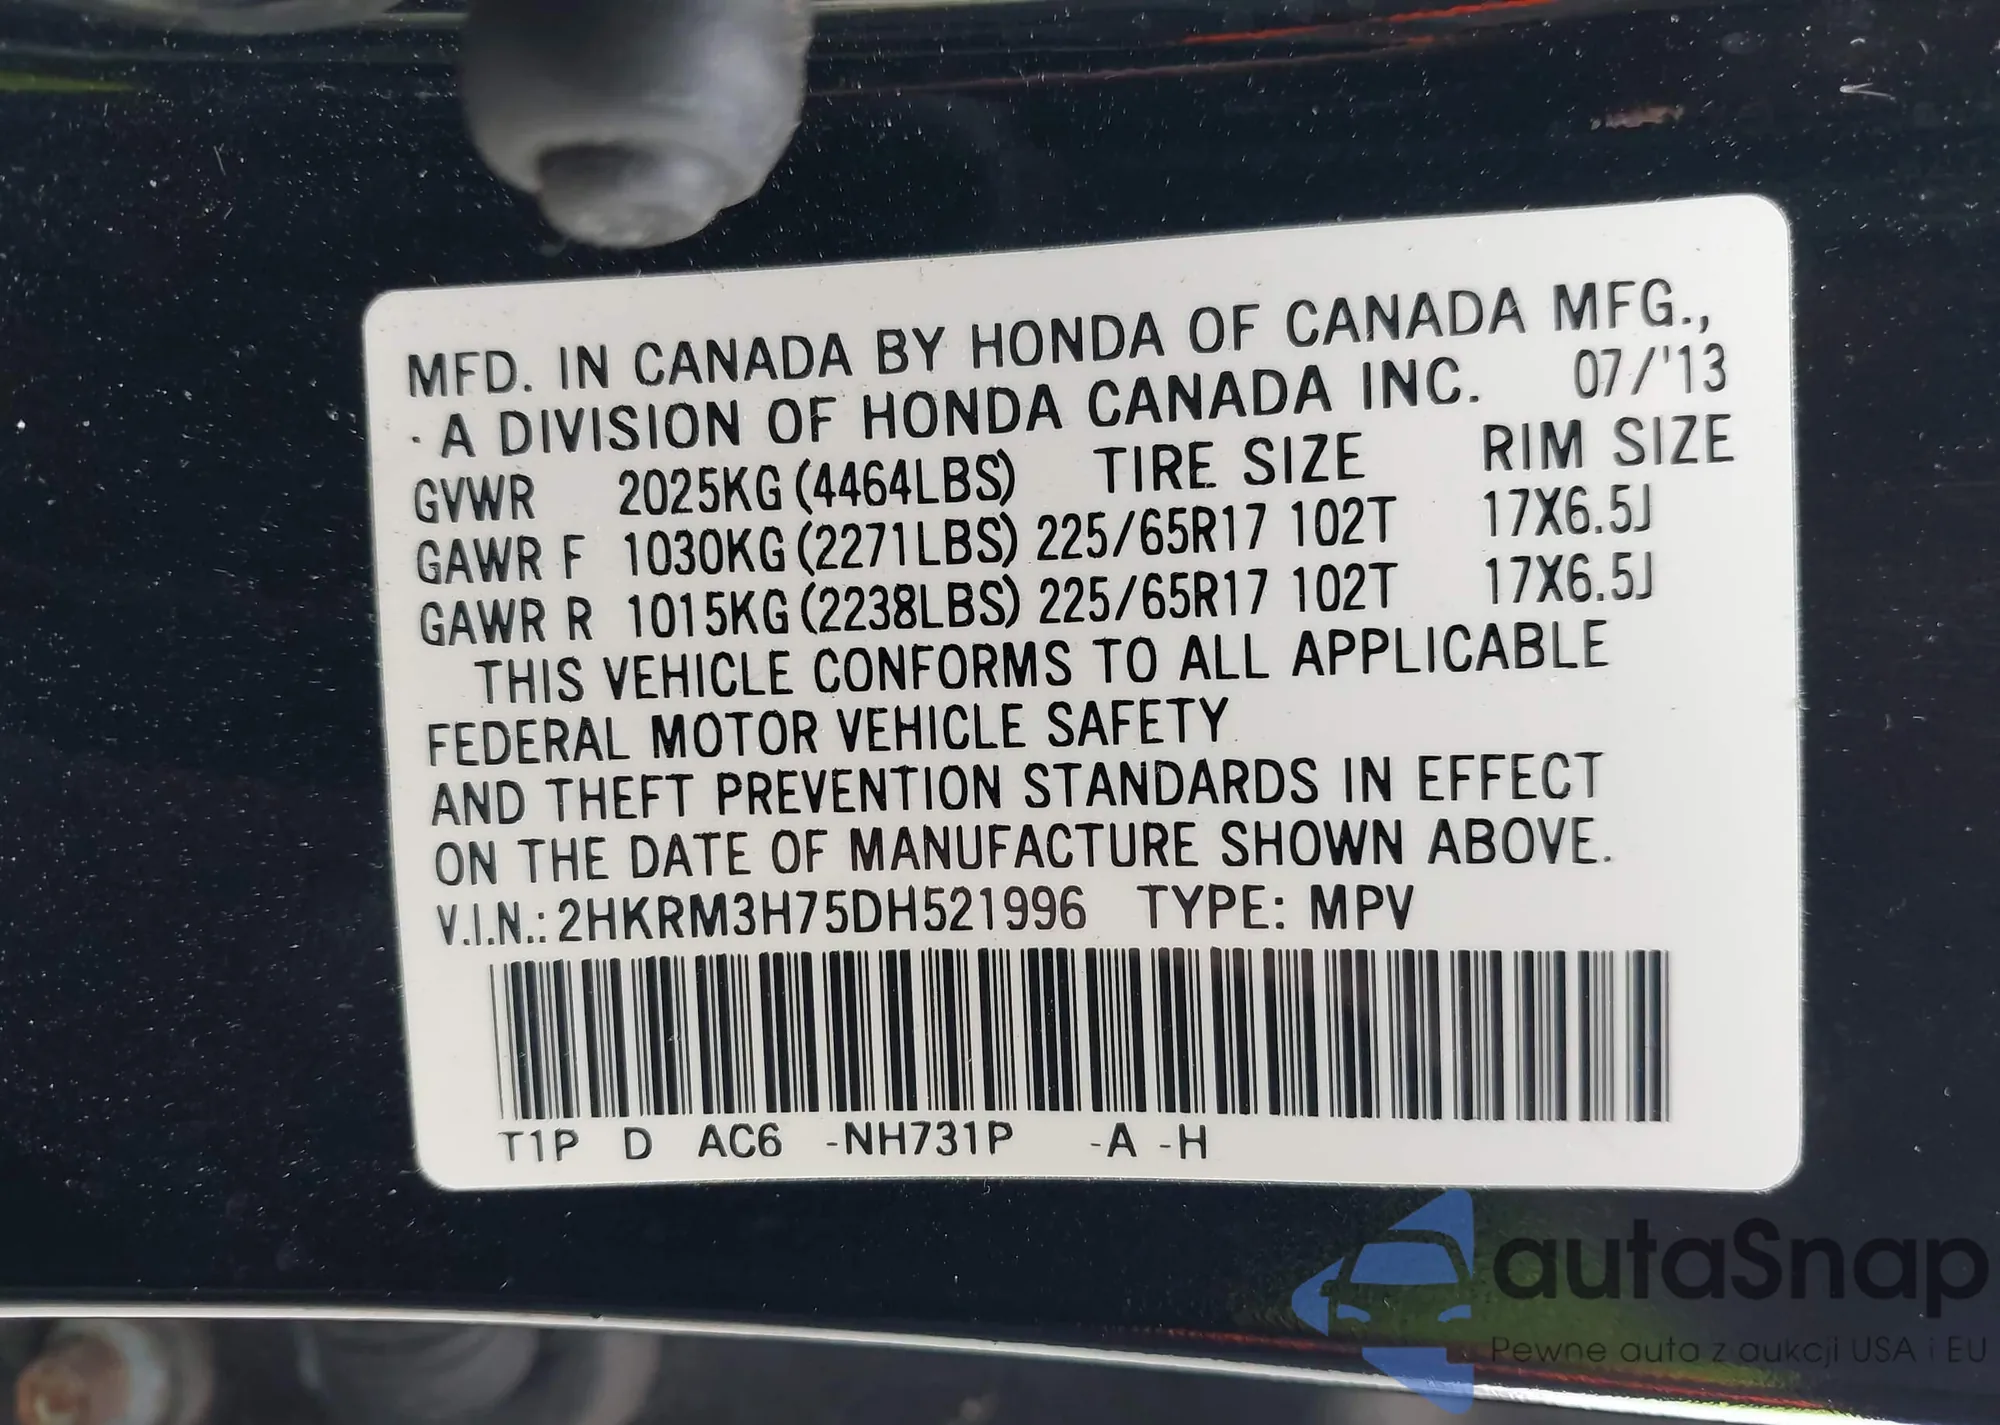 MFD. IN CANADA BY HONDA OF CANADA MFG.,
· A DIVISION OF HONDA CANADA INC. 07/'13
GVWR 2025KG (4464LBS) TIRE SIZE RIM SIZE
GAWR F 1030KG (2271LBS) 225/65R17 102T 17X6.5J
GAWR R 1015KG (2238LBS) 225/65R17 102T 17X6.5J
THIS VEHICLE CONFORMS TO ALL APPLICABLE
FEDERAL MOTOR VEHICLE SAFETY
AND THEFT PREVENTION STANDARDS IN EFFECT
ON THE DATE OF MANUFACTURE SHOWN ABOVE.
V.I.N.: 2HKRM3H75DH521996 TYPE: MPV
T1P D AC6 -NH731P -A -H
autaSnap
Pewne auta z aukcji USA i EU